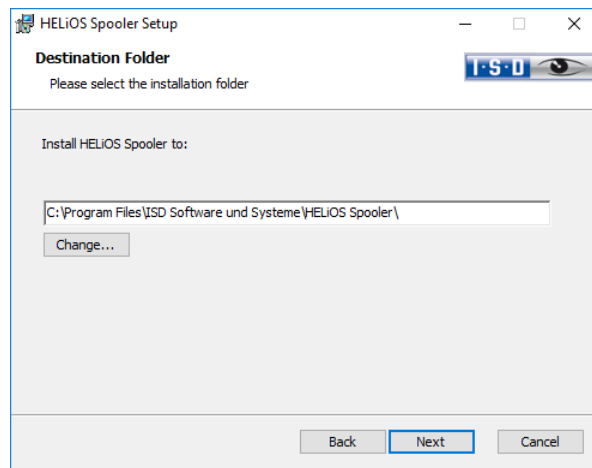 HELiOS Spooler Setup
Destination Folder
Please select the installation folder
I·S·D
Install HELiOS Spooler to:
C:\Program Files\ISD Software und Systeme\HELiOS Spooler\
Change...
Back
Next
Cancel